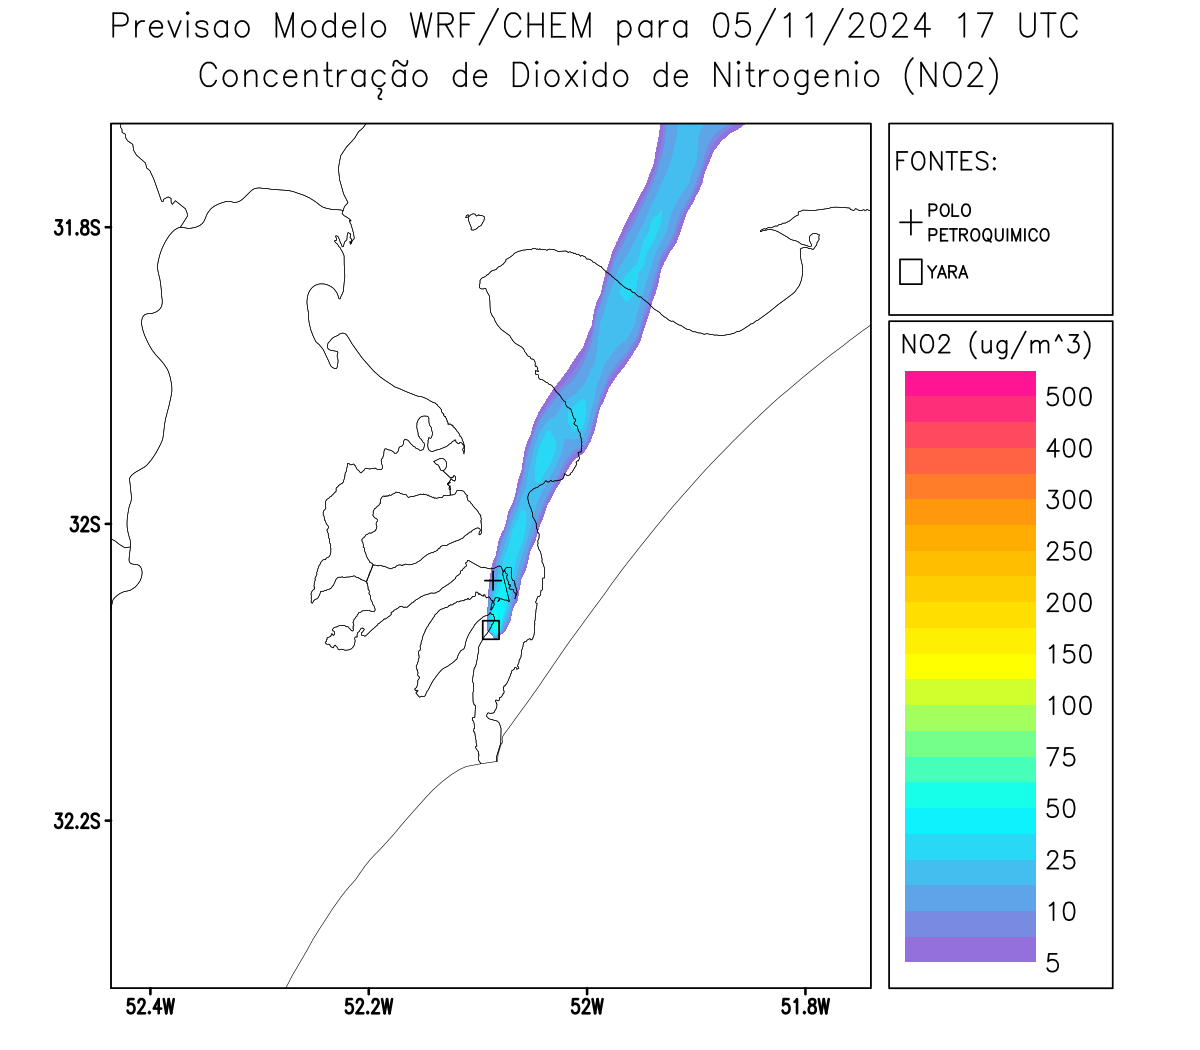 Previsao Modelo WRF/CHEM para 05/11/2024 17 UTC
Concentração de Dioxido de Nitrogenio (NO2)
FONTES:
POLO
PETROQUIMICO
YARA
31.8S
32S
32.2S
52.4W
52.2W
52W
51.8W
NO2 (ug/m^3)
500
400
300
250
200
150
100
75
50
25
10
5